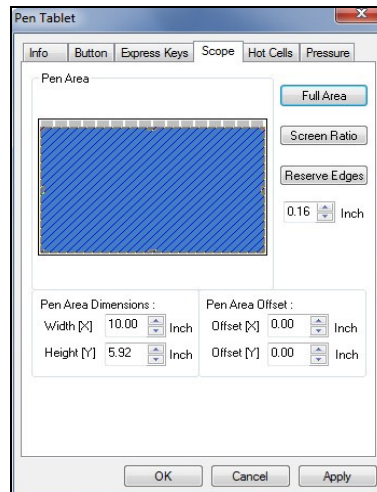 Pen Tablet
Info Button Express Keys Scope Hot Cells Pressure
Pen Area
Full Area
Screen Ratio
Reserve Edges
0.16 Inch
Pen Area Dimensions : Pen Area Offset :
Width [X] 10.00 Inch Offset [X] 0.00 Inch
Height [Y] 5.92 Inch Offset [Y] 0.00 Inch
OK Cancel Apply